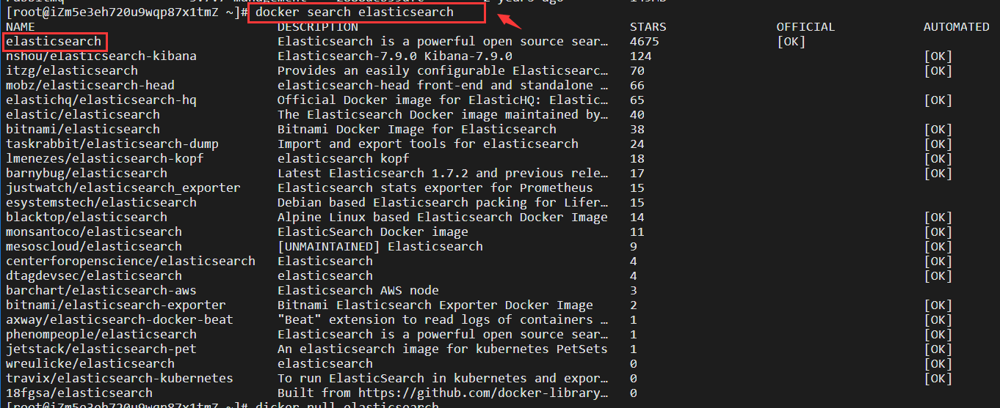 [root@iZm5e3eh720u9wqp87x1tmZ ~]# docker search elasticsearch
NAME DESCRIPTION STARS OFFICIAL AUTOMATED
elasticsearch Elasticsearch is a powerful open source sear… 4675 [OK]
nshou/elasticsearch-kibana Elasticsearch-7.9.0 Kibana-7.9.0 124 [OK]
itzg/elasticsearch Provides an easily configurable Elasticsearc… 70 [OK]
mobz/elasticsearch-head elasticsearch-head front-end and standalone … 66
elastichq/elasticsearch-hq Official Docker image for ElasticHQ: Elastic… 65 [OK]
elastic/elasticsearch The Elasticsearch Docker image maintained by… 40
bitnami/elasticsearch Bitnami Docker Image for Elasticsearch 38 [OK]
taskrabbit/elasticsearch-dump Import and export tools for elasticsearch 24 [OK]
lmenezes/elasticsearch-kopf elasticsearch kopf 18 [OK]
barnybug/elasticsearch Latest Elasticsearch 1.7.2 and previous rele… 17 [OK]
justwatch/elasticsearch_exporter Elasticsearch stats exporter for Prometheus 15
esystemstech/elasticsearch Debian based Elasticsearch packing for Lifer… 15
blacktop/elasticsearch Alpine Linux based Elasticsearch Docker Image 14 [OK]
monsantoco/elasticsearch ElasticSearch Docker image 11 [OK]
mesoscloud/elasticsearch [UNMAINTAINED] Elasticsearch 9 [OK]
centerforopenscience/elasticsearch Elasticsearch 4 [OK]
dtagdevsec/elasticsearch elasticsearch 4 [OK]
barchart/elasticsearch-aws Elasticsearch AWS node 3
bitnami/elasticsearch-exporter Bitnami Elasticsearch Exporter Docker Image 2 [OK]
axway/elasticsearch-docker-beat "Beat" extension to read logs of containers … 1 [OK]
phenompeople/elasticsearch Elasticsearch is a powerful open source sear… 1 [OK]
jetstack/elasticsearch-pet An elasticsearch image for kubernetes PetSets 1 [OK]
wreulicke/elasticsearch elasticsearch 0 [OK]
travix/elasticsearch-kubernetes To run ElasticSearch in kubernetes and expor… 0 [OK]
18fgsa/elasticsearch Built from https://github.com/docker-library… 0
[root@iZm5e3eh720u9wqp87x1tmZ ~]# dicker pull elasticsearch